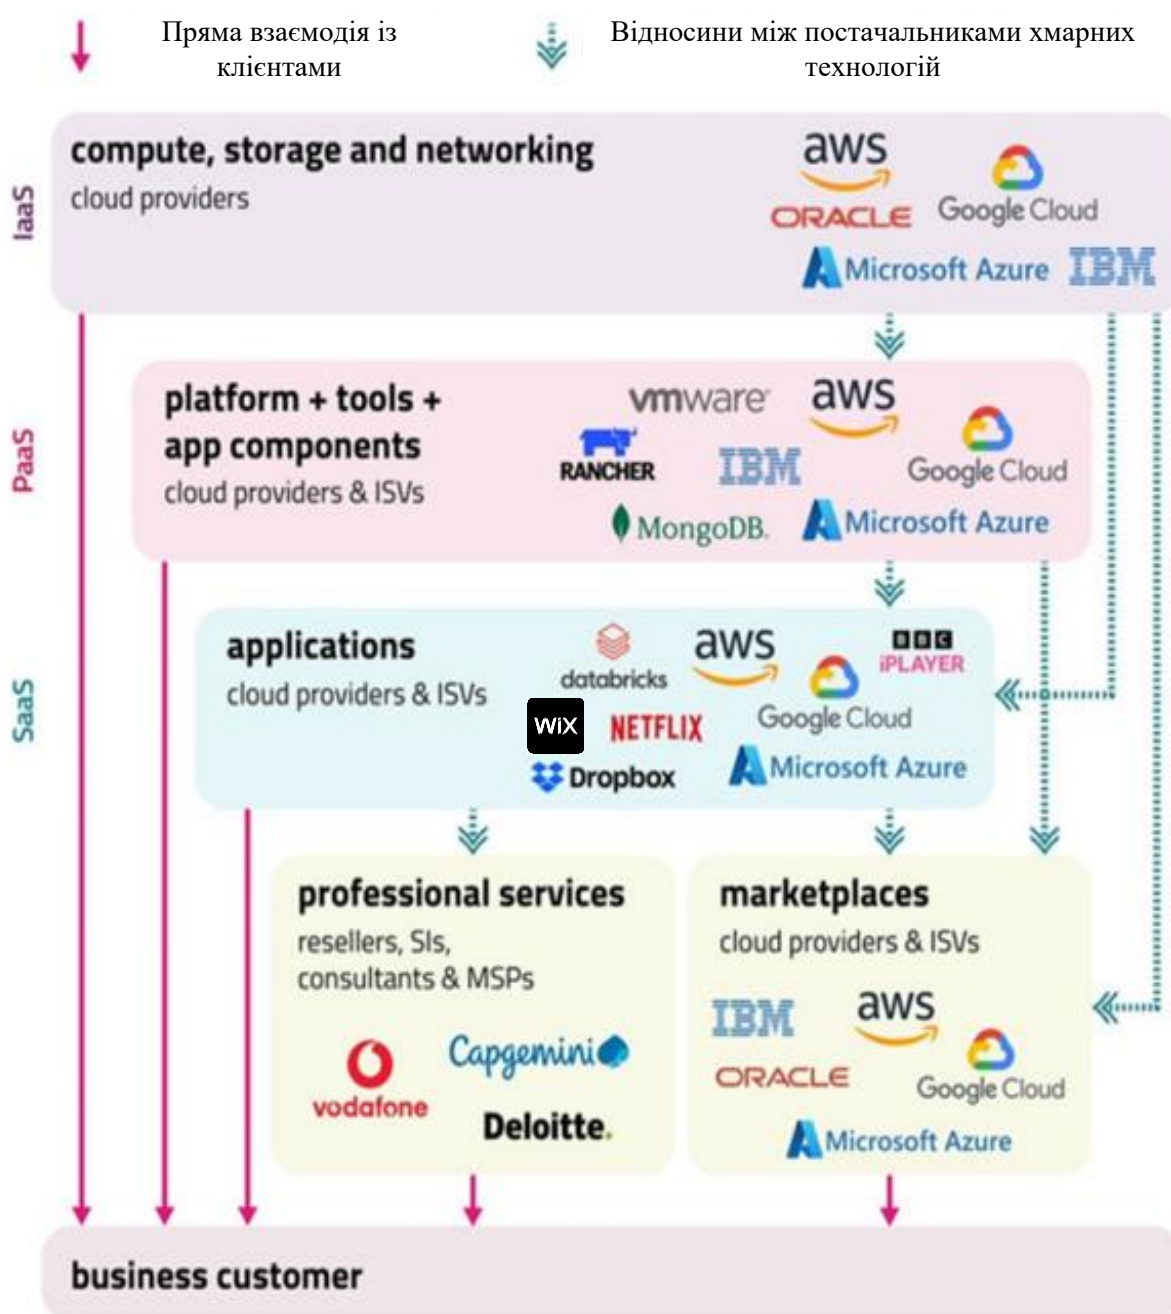 Пряма взаємодія із
клієнтами
Відносини між постачальниками хмарних
технологій
IaaS
compute, storage and networking
cloud providers
aws
ORACLE
Google Cloud
Microsoft Azure
IBM
PaaS
platform + tools +
app components
cloud providers & ISVs
vmware
aws
RANCHER
IBM
Google Cloud
MongoDB.
Microsoft Azure
SaaS
applications
cloud providers & ISVs
databricks
aws
BBC
iPLAYER
WiX
NETFLIX
Google Cloud
Dropbox
Microsoft Azure
professional services
resellers, SIs,
consultants & MSPs
vodafone
Capgemini
Deloitte.
marketplaces
cloud providers & ISVs
IBM
aws
ORACLE
Google Cloud
Microsoft Azure
business customer